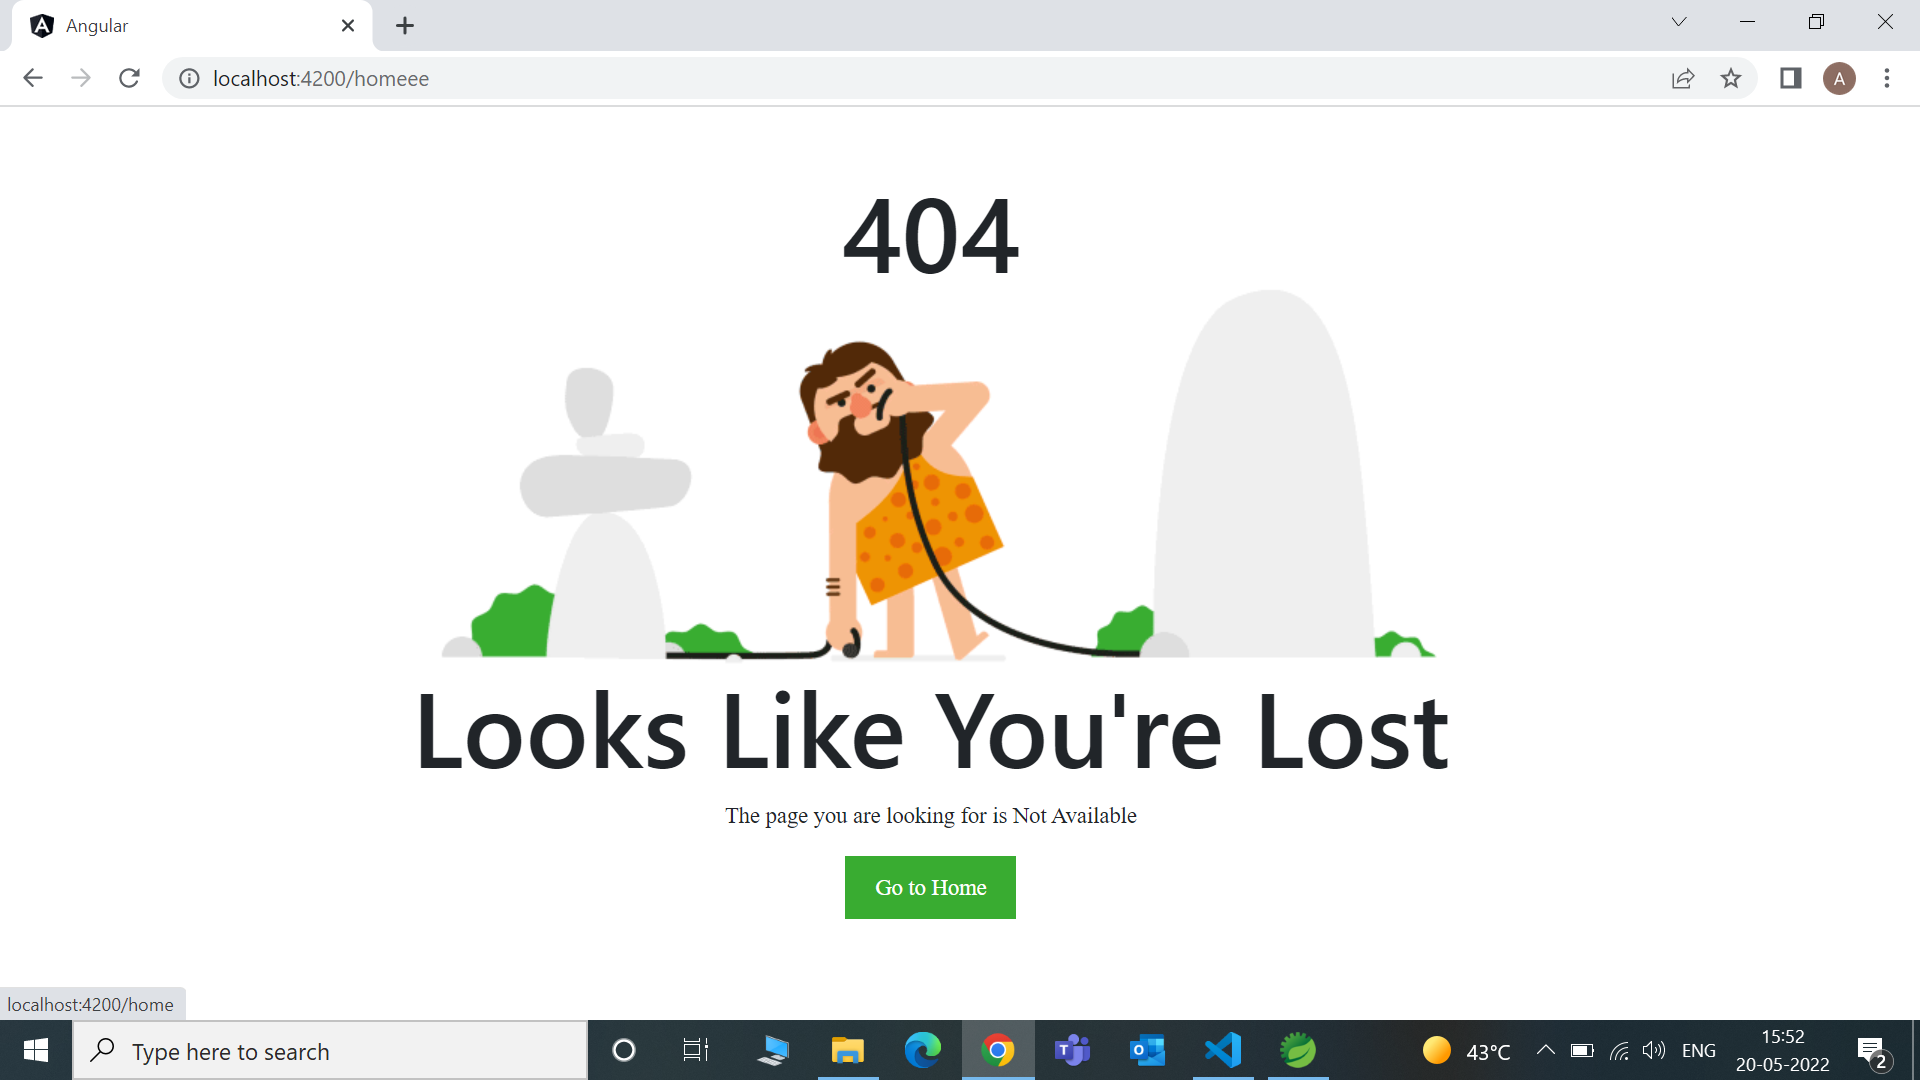 Angular
localhost:4200/homeee
A
404
Looks Like You're Lost
The page you are looking for is Not Available
Go to Home
localhost:4200/home
Type here to search
43°C
ENG
15:52
20-05-2022
2